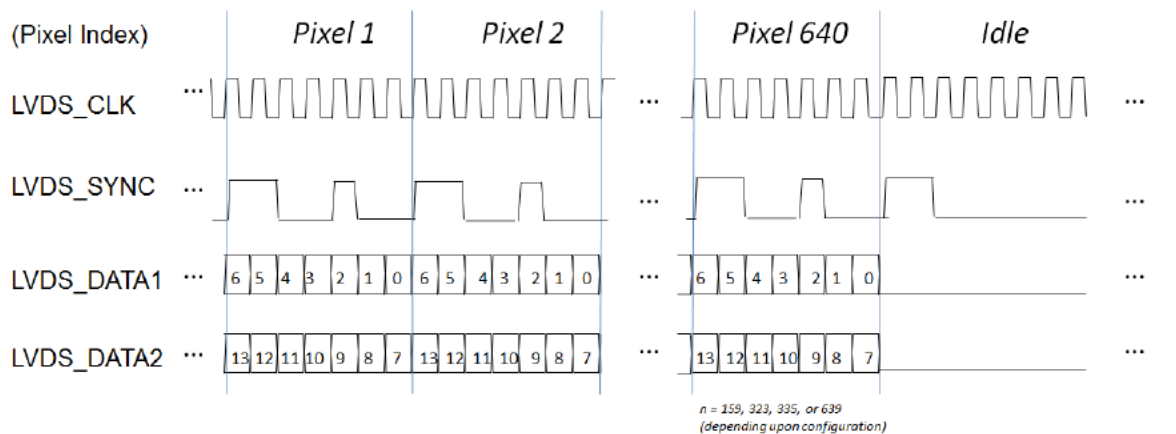 (Pixel Index) Pixel 1 Pixel 2 Pixel 640 Idle
LVDS_CLK ... ... ...
LVDS_SYNC ... ... ...
LVDS_DATA1 ... 6 5 4 3 2 1 0 6 5 4 3 2 1 0 ... 6 5 4 3 2 1 0 ...
LVDS_DATA2 ... 13 12 11 10 9 8 7 13 12 11 10 9 8 7 ... 13 12 11 10 9 8 7 ...
n = 159, 323, 335, or 639
(depending upon configuration)